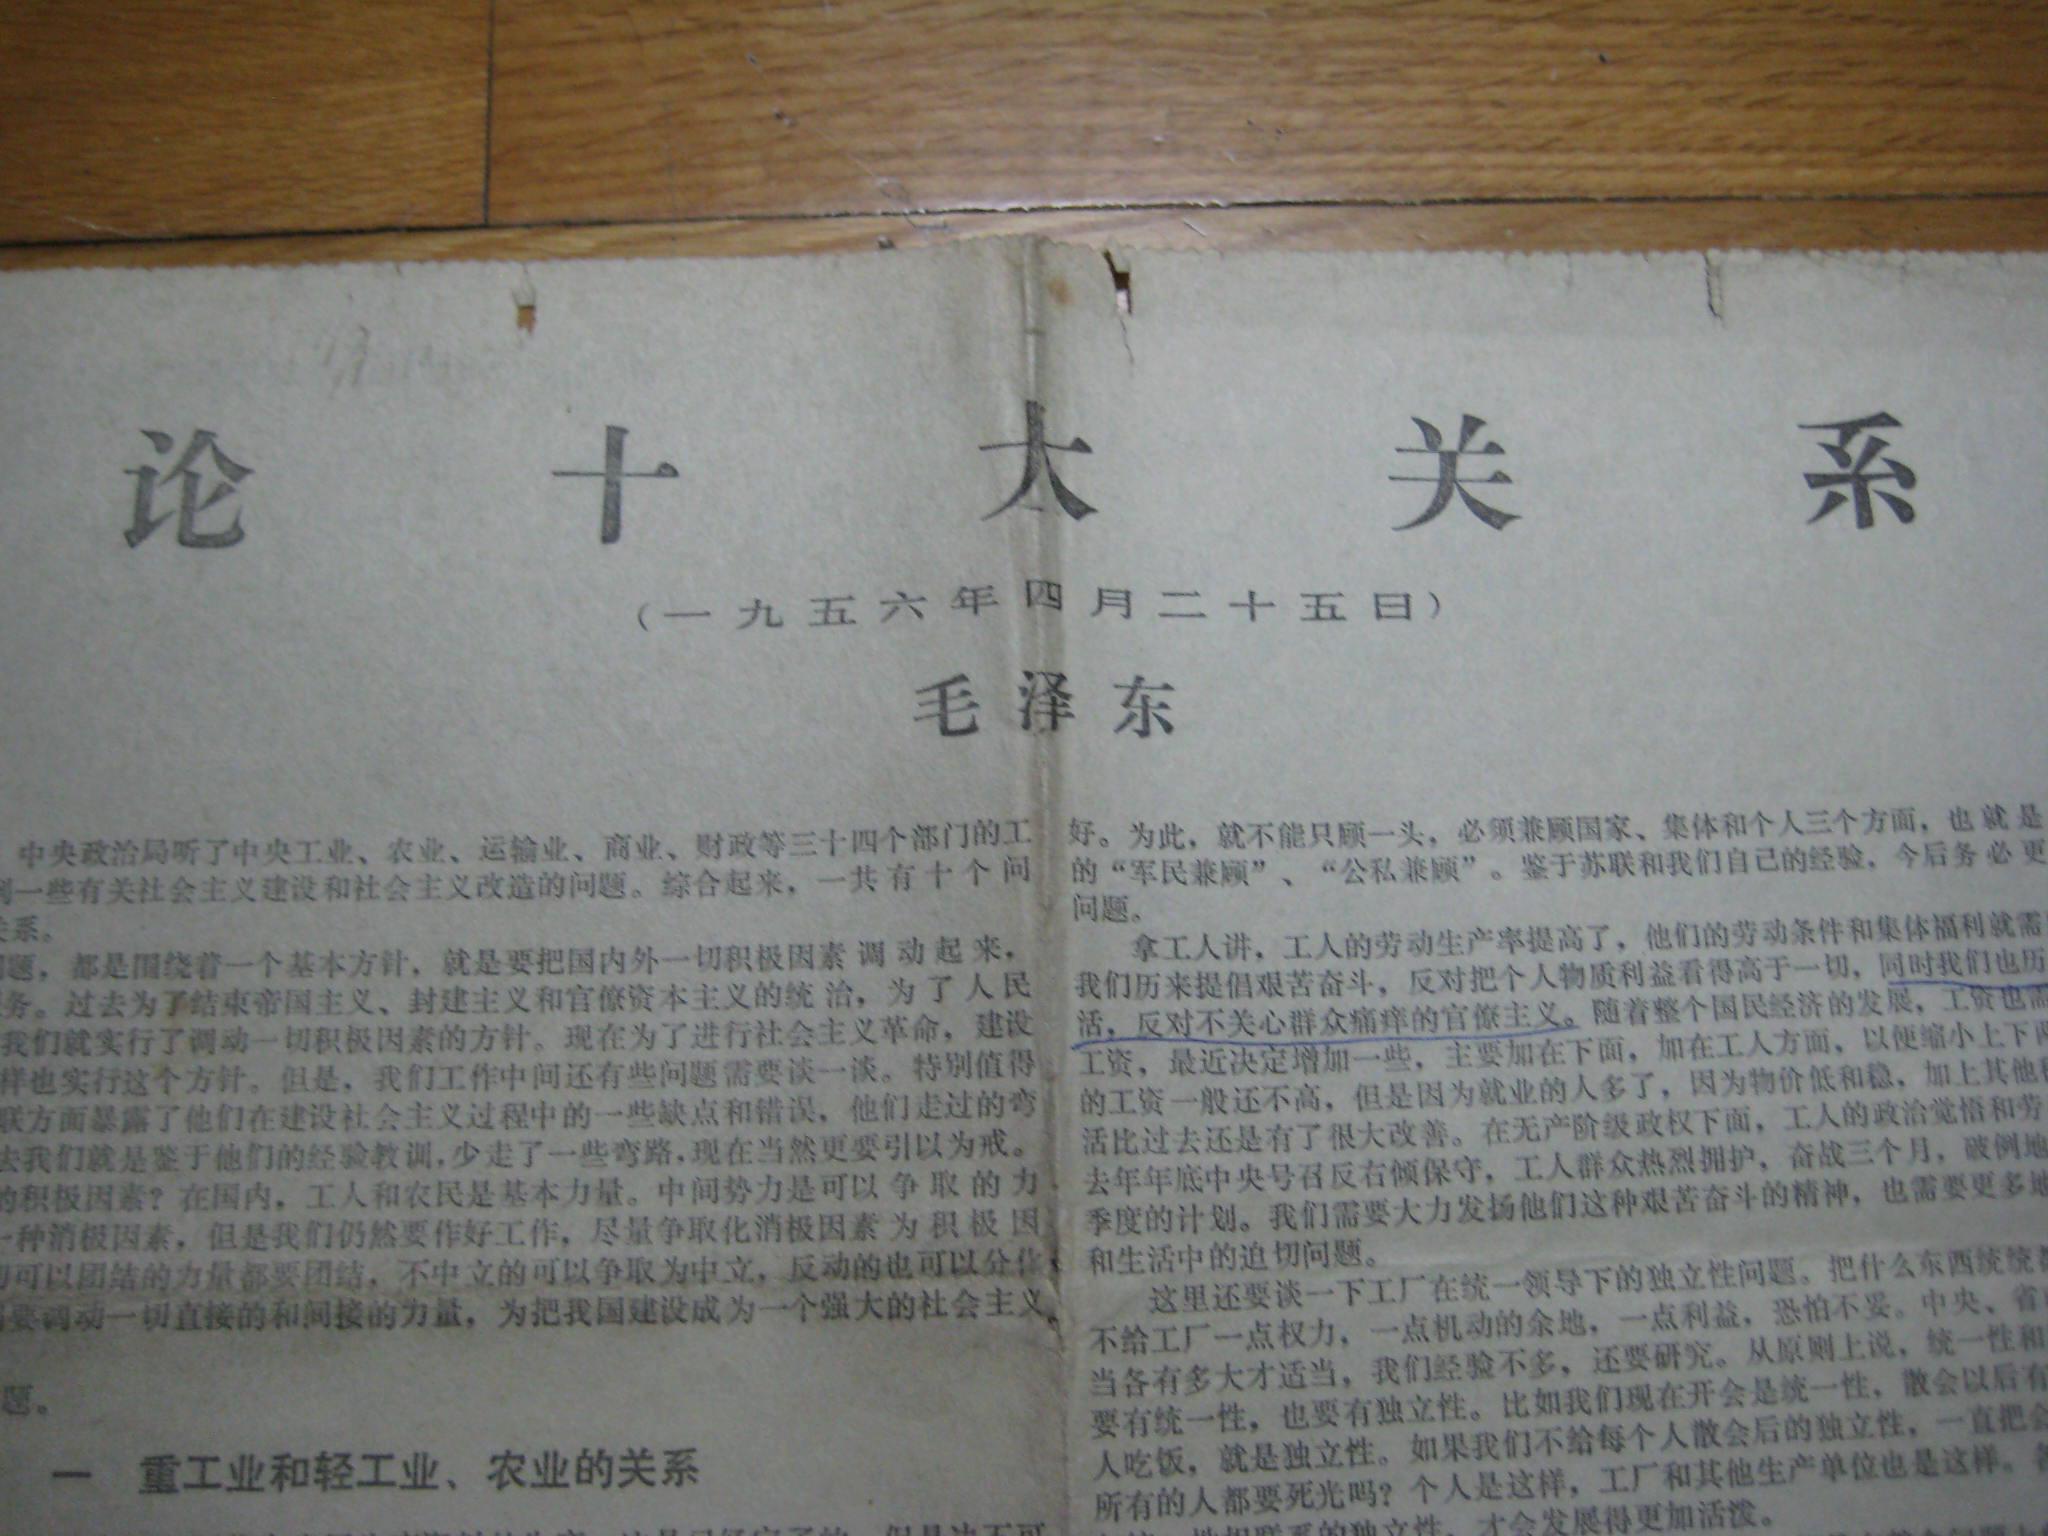 论十大关系
（一九五六年四月二十五日）
毛泽东
中央政治局听了中央工业、农业、运输业、商业、财政等三十四个部门的工
一些有关社会主义建设和社会主义改造的问题。综合起来，一共有十个问
关系。
题，都是围绕着一个基本方针，就是要把国内外一切积极因素调动起来，
务。过去为了结束帝国主义、封建主义和官僚资本主义的统治，为了人民
我们就实行了调动一切积极因素的方针。现在为了进行社会主义革命，建设
样也实行这个方针。但是，我们工作中间还有些问题需要谈一谈。特别值得
联方面暴露了他们在建设社会主义过程中的一些缺点和错误，他们走过的弯
去我们就是鉴于他们的经验教训，少走了一些弯路，现在当然更要引以为戒。
的积极因素？在国内，工人和农民是基本力量。中间势力是可以争取的力
一种消极因素，但是我们仍然要作好工作，尽量争取化消极因素为积极因
切可以团结的力量都要团结，不中立的可以争取为中立，反动的也可以分化
要调动一切直接的和间接的力量，为把我国建设成为一个强大的社会主义
题。
一 重工业和轻工业、农业的关系
好。为此，就不能只顾一头，必须兼顾国家、集体和个人三个方面，也就是
的“军民兼顾”、“公私兼顾”。鉴于苏联和我们自己的经验，今后务必更
问题。
拿工人讲，工人的劳动生产率提高了，他们的劳动条件和集体福利就需
我们历来提倡艰苦奋斗，反对把个人物质利益看得高于一切，同时我们也历
活，反对不关心群众痛痒的官僚主义。随着整个国民经济的发展，工资也需
工资，最近决定增加一些，主要加在下面，加在工人方面，以便缩小上下两
的工资一般还不高，但是因为就业的人多了，因为物价低和稳，加上其他
活比过去还是有了很大改善。在无产阶级政权下面，工人的政治觉悟和劳
去年年底中央号召反右倾保守，工人群众热烈拥护，奋战三个月，破例地
季度的计划。我们需要大力发扬他们这种艰苦奋斗的精神，也需要更多地
和生活中的迫切问题。
这里还要谈一下工厂在统一领导下的独立性问题。把什么东西统统都
不给工厂一点权力，一点机动的余地，一点利益，恐怕不妥。中央、省
当各有多大才适当，我们经验不多，还要研究。从原则上说，统一性和
要有统一性，也要有独立性。比如我们现在开会是统一性，散会以后有
人吃饭，就是独立性。如果我们不给每个人散会后的独立性，一直把会
所有的人都要死光吗？个人是这样，工厂和其他生产单位也是这样。各
联系的独立性，才会发展得更加活泼。